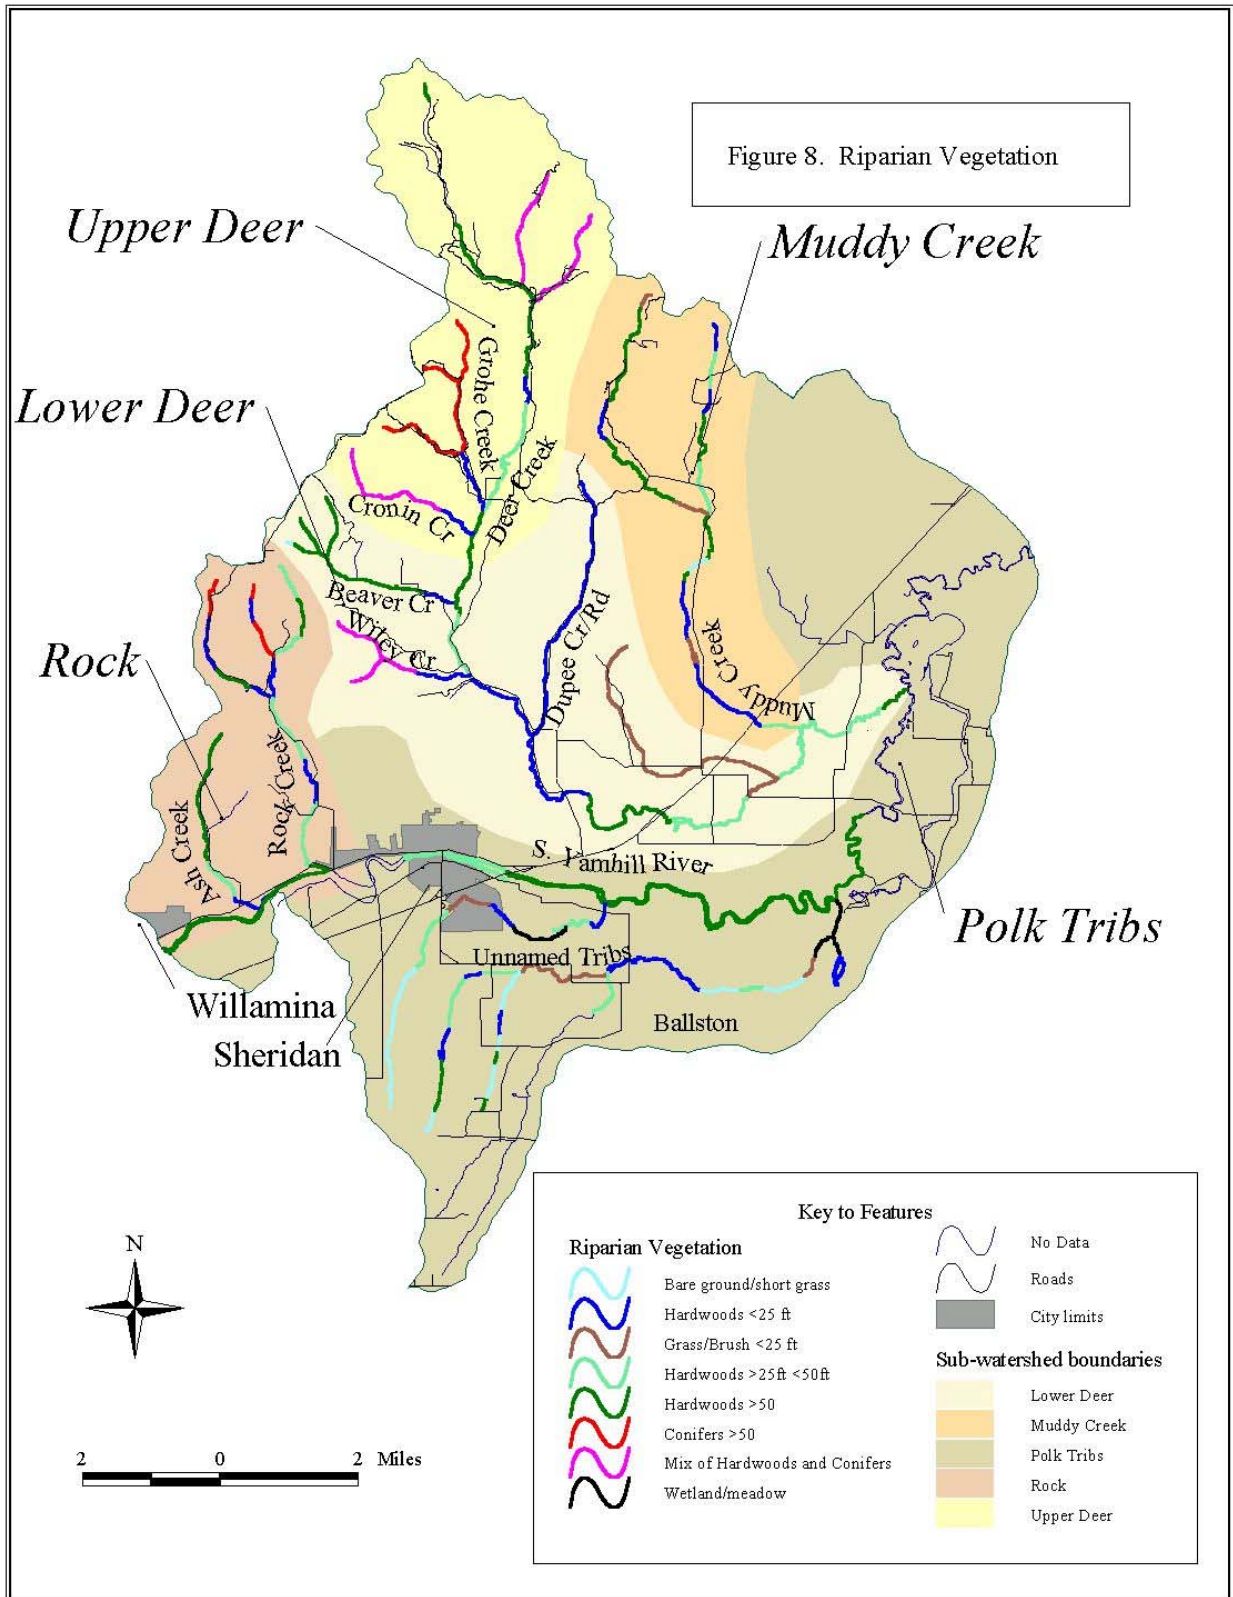 Figure 8. Riparian Vegetation
Upper Deer
Muddy Creek
Grohe Creek
Lower Deer
Deer Creek
Cronin Cr
Beaver Cr
Wiley Cr
Dupee Cr/Rd
Rock
Muddy Creek
Rock Creek
Ash Creek
S. Yamhill River
Polk Tribs
Unnamed Tribs
Willamina
Ballston
Sheridan
N
2 0 2 Miles
Key to Features
Riparian Vegetation
Bare ground/short grass
Hardwoods <25 ft
Grass/Brush <25 ft
Hardwoods >25ft <50ft
Hardwoods >50
Conifers >50
Mix of Hardwoods and Conifers
Wetland/meadow
No Data
Roads
City limits
Sub-watershed boundaries
Lower Deer
Muddy Creek
Polk Tribs
Rock
Upper Deer